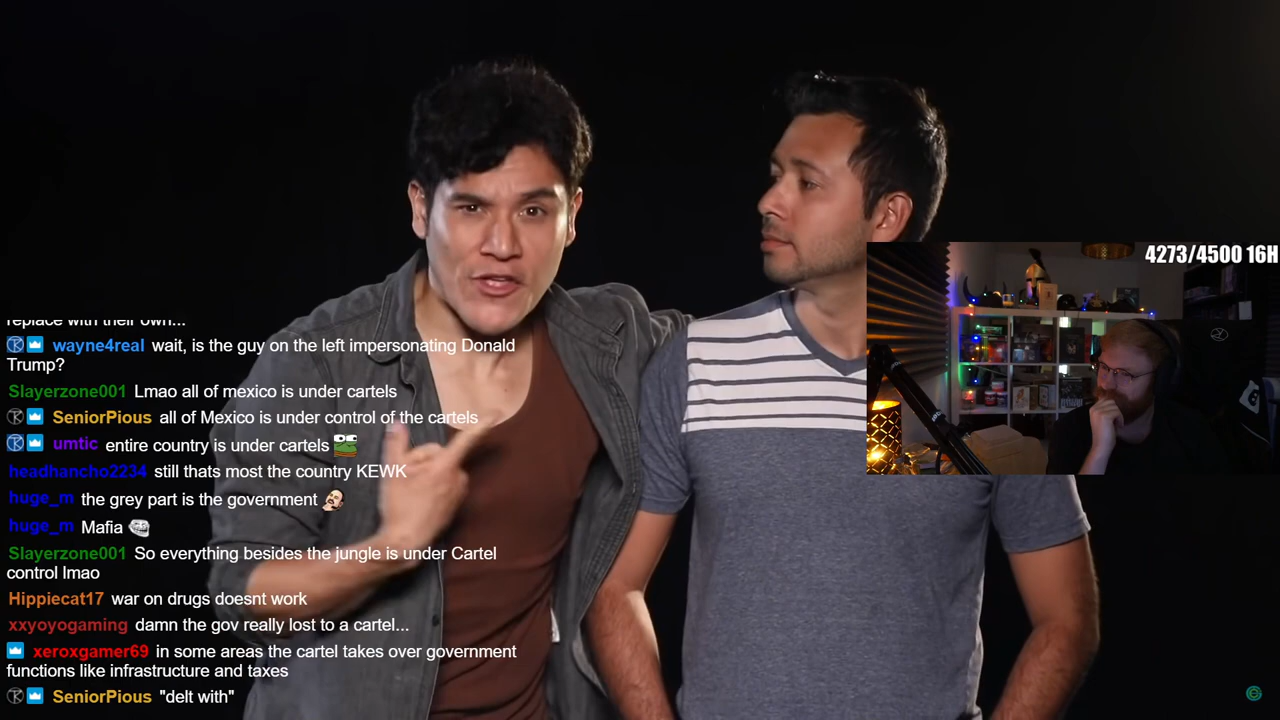 4273/4500 16H
replace with their own...
wayne4real wait, is the guy on the left impersonating Donald
Trump?
Slayerzone001 Lmao all of mexico is under cartels
SeniorPious all of Mexico is under control of the cartels
umtic entire country is under cartels
headhancho2234 still thats most the country KEWK
huge_m the grey part is the government
huge_m Mafia
Slayerzone001 So everything besides the jungle is under Cartel
control lmao
Hippiecat17 war on drugs doesnt work
xxyoyogaming damn the gov really lost to a cartel...
xeroxgamer69 in some areas the cartel takes over government
functions like infrastructure and taxes
SeniorPious "delt with"